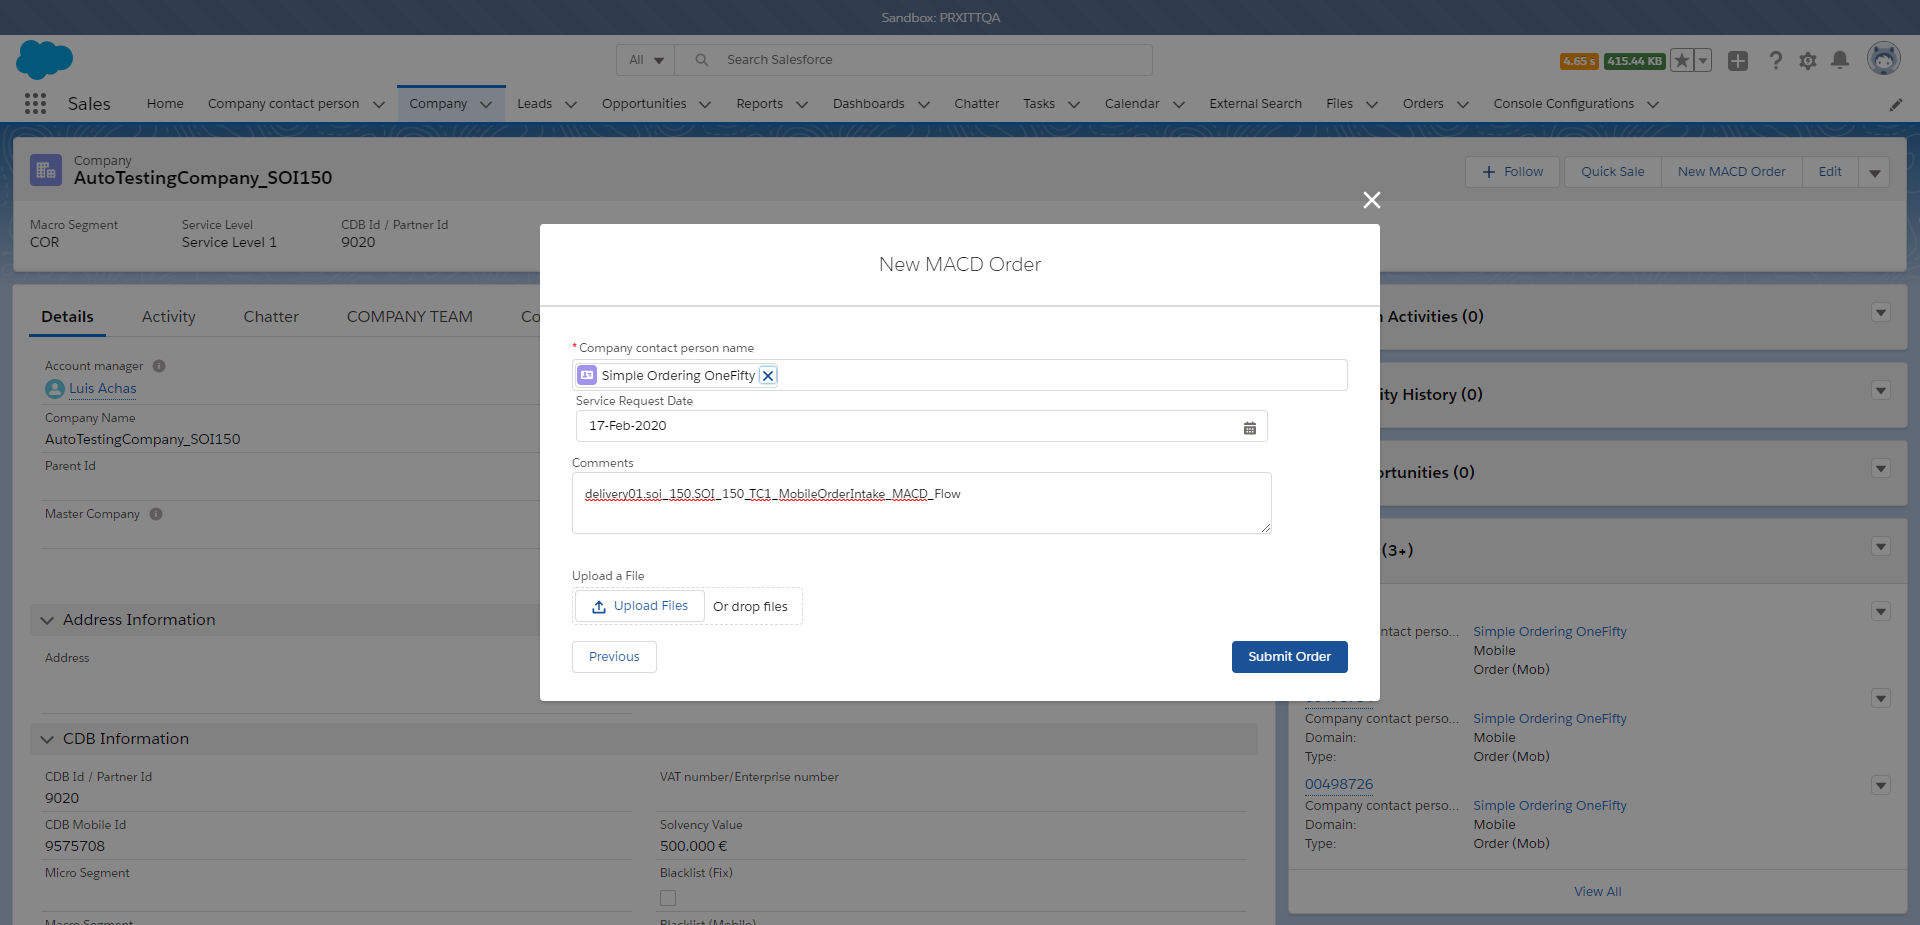 Sandbox: PRXITTQA
All
Search Salesforce
4.65 s
415.44 KB
Sales
Home
Company contact person
Company
Leads
Opportunities
Reports
Dashboards
Chatter
Tasks
Calendar
External Search
Files
Orders
Console Configurations
Company
AutoTestingCompany_SOI150
Follow
Quick Sale
New MACD Order
Edit
Macro Segment
COR
Service Level
Service Level 1
CDB Id / Partner Id
9020
Details
Activity
Chatter
COMPANY TEAM
Co
Account manager
Luis Achas
Company Name
AutoTestingCompany_SOI150
Parent Id
Master Company
Address Information
Address
CDB Information
CDB Id / Partner Id
9020
VAT number/Enterprise number
CDB Mobile Id
9575708
Solvency Value
500.000 €
Micro Segment
Blacklist (Fix)
Macro Segment
Blacklist (Mobile)
New MACD Order
* Company contact person name
Simple Ordering OneFifty
Service Request Date
17-Feb-2020
Comments
delivery01.soi_150.SOI_150_TC1_MobileOrderIntake_MACD_Flow
Upload a File
Upload Files
Or drop files
Previous
Submit Order
Activities (0)
ity History (0)
ortunities (0)
(3+)
ntact perso... Simple Ordering OneFifty
Mobile
Order (Mob)
Company contact perso... Simple Ordering OneFifty
Domain: Mobile
Type: Order (Mob)
00498726
Company contact perso... Simple Ordering OneFifty
Domain: Mobile
Type: Order (Mob)
View All